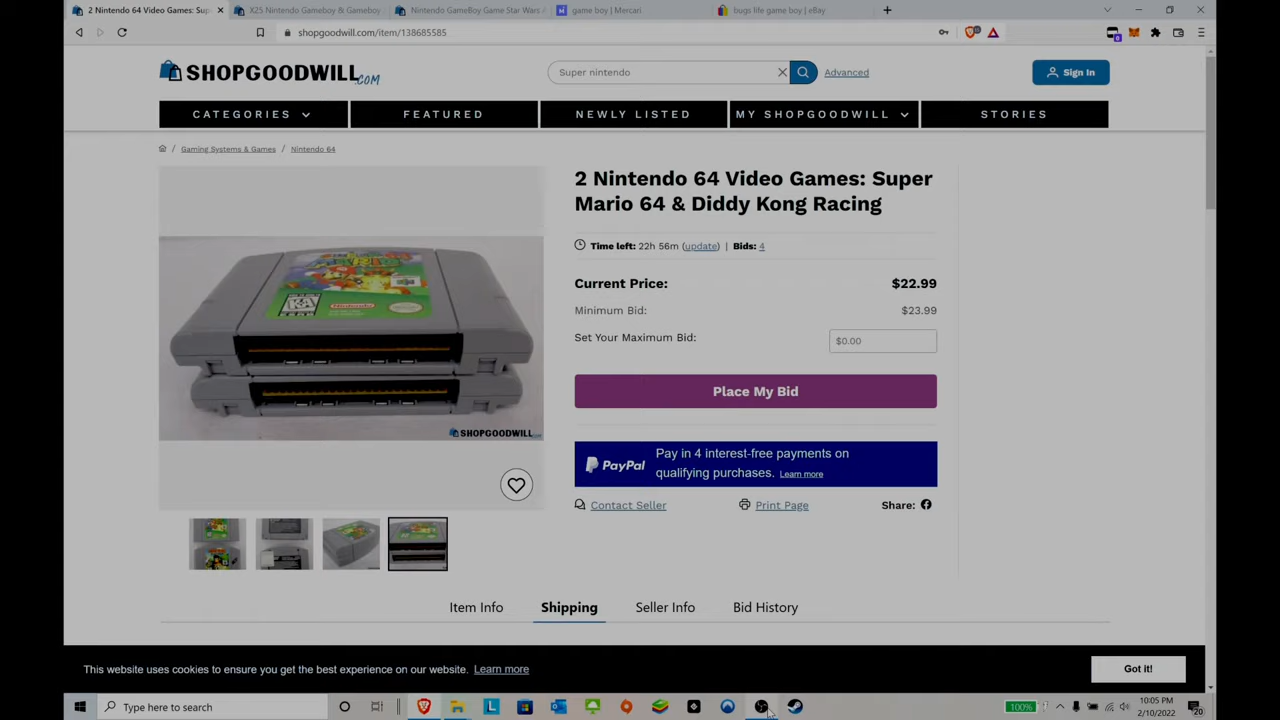 2 Nintendo 64 Video Games: Sup
X25 Nintendo Gameboy & Gameboy
Nintendo GameBoy Game Star Wars
game boy | Mercari
bugs life game boy | eBay
shopgoodwill.com/item/138685585
SHOPGOODWILL.COM
Super nintendo
Advanced
Sign In
CATEGORIES
FEATURED
NEWLY LISTED
MY SHOPGOODWILL
STORIES
/ Gaming Systems & Games / Nintendo 64
2 Nintendo 64 Video Games: Super
Mario 64 & Diddy Kong Racing
Time left: 22h 56m (update) | Bids: 4
Current Price: $22.99
Minimum Bid: $23.99
Set Your Maximum Bid: $0.00
Place My Bid
PayPal
Pay in 4 interest-free payments on
qualifying purchases. Learn more
SHOPGOODWILL.com
Contact Seller
Print Page
Share:
Item Info
Shipping
Seller Info
Bid History
This website uses cookies to ensure you get the best experience on our website. Learn more
Got it!
Type here to search
100%
10:05 PM
2/10/2022
20